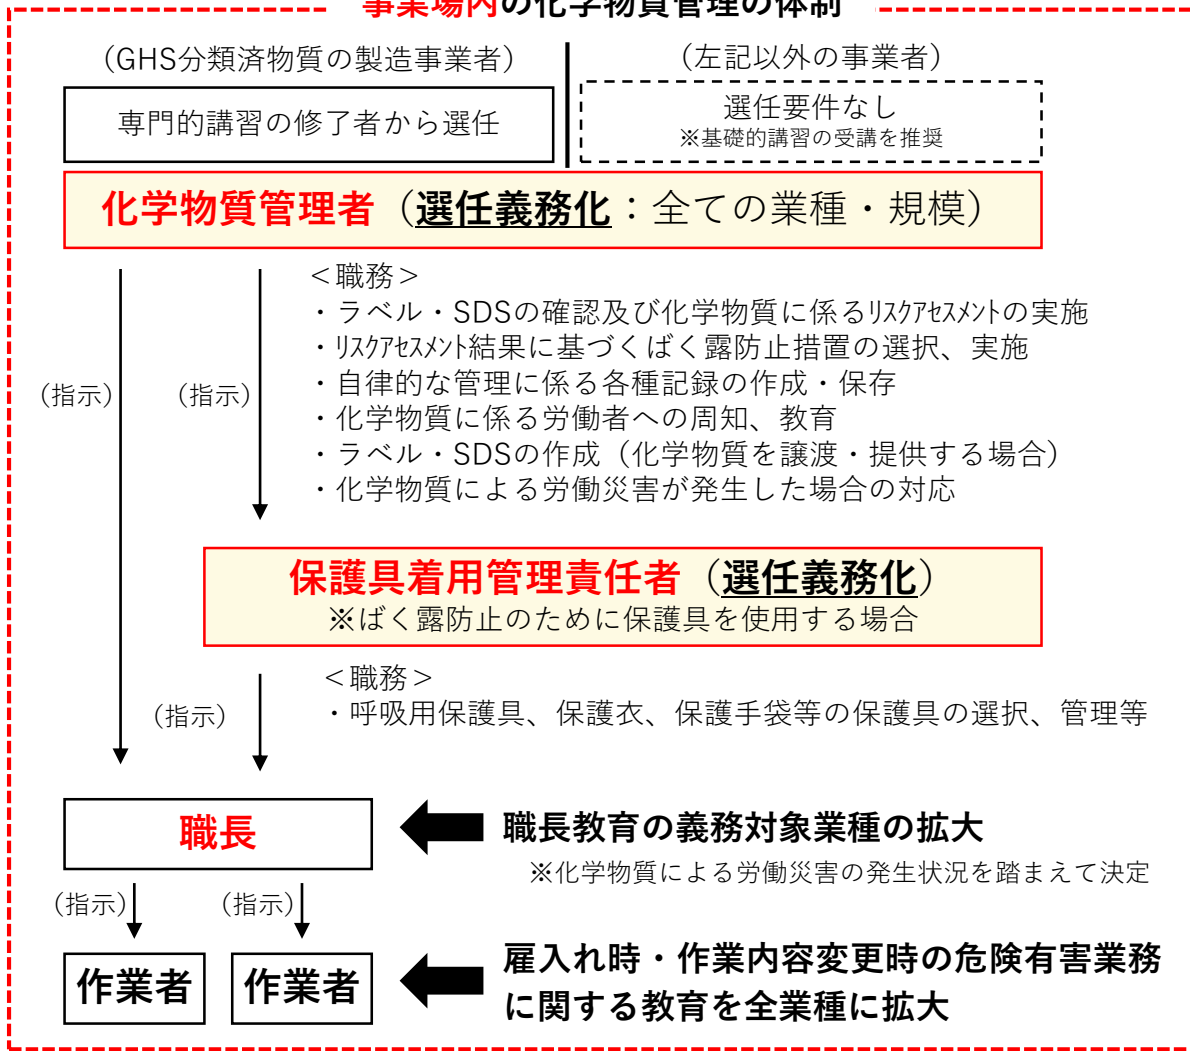 事業場内の化学物質管理の体制
（GHS分類済物質の製造事業者）
（左記以外の事業者）
専門的講習の修了者から選任
選任要件なし
※基礎的講習の受講を推奨
化学物質管理者（選任義務化：全ての業種・規模）
＜職務＞
・ラベル・SDSの確認及び化学物質に係るﾘｽｸｱｾｽﾒﾝﾄの実施
・ﾘｽｸｱｾｽﾒﾝﾄ結果に基づくばく露防止措置の選択、実施
・自律的な管理に係る各種記録の作成・保存
・化学物質に係る労働者への周知、教育
・ラベル・SDSの作成（化学物質を譲渡・提供する場合）
・化学物質による労働災害が発生した場合の対応
（指示）
（指示）
保護具着用管理責任者（選任義務化）
※ばく露防止のために保護具を使用する場合
＜職務＞
・呼吸用保護具、保護衣、保護手袋等の保護具の選択、管理等
（指示）
職長
職長教育の義務対象業種の拡大
※化学物質による労働災害の発生状況を踏まえて決定
（指示）
（指示）
作業者
作業者
雇入れ時・作業内容変更時の危険有害業務
に関する教育を全業種に拡大